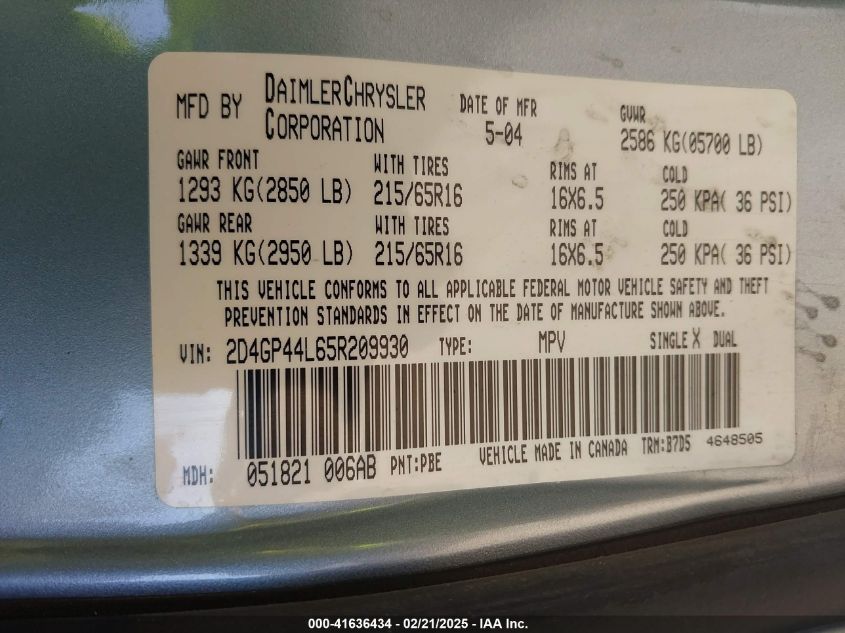 MFD BY DAIMLERCHRYSLER CORPORATION
DATE OF MFR 5-04
GVWR 2586 KG(05700 LB)
GAWR FRONT WITH TIRES RIMS AT COLD
1293 KG(2850 LB) 215/65R16 16X6.5 250 KPA( 36 PSI)
GAWR REAR WITH TIRES RIMS AT COLD
1339 KG(2950 LB) 215/65R16 16X6.5 250 KPA( 36 PSI)
THIS VEHICLE CONFORMS TO ALL APPLICABLE FEDERAL MOTOR VEHICLE SAFETY AND THEFT
PREVENTION STANDARDS IN EFFECT ON THE DATE OF MANUFACTURE SHOWN ABOVE.
VIN: 2D4GP44L65R209930 TYPE: MPV SINGLE X DUAL
MDH: 051821 006AB PNT:PBE VEHICLE MADE IN CANADA TRM:B7D5 4648505
000-41636434 - 02/21/2025 - © IAA Inc.